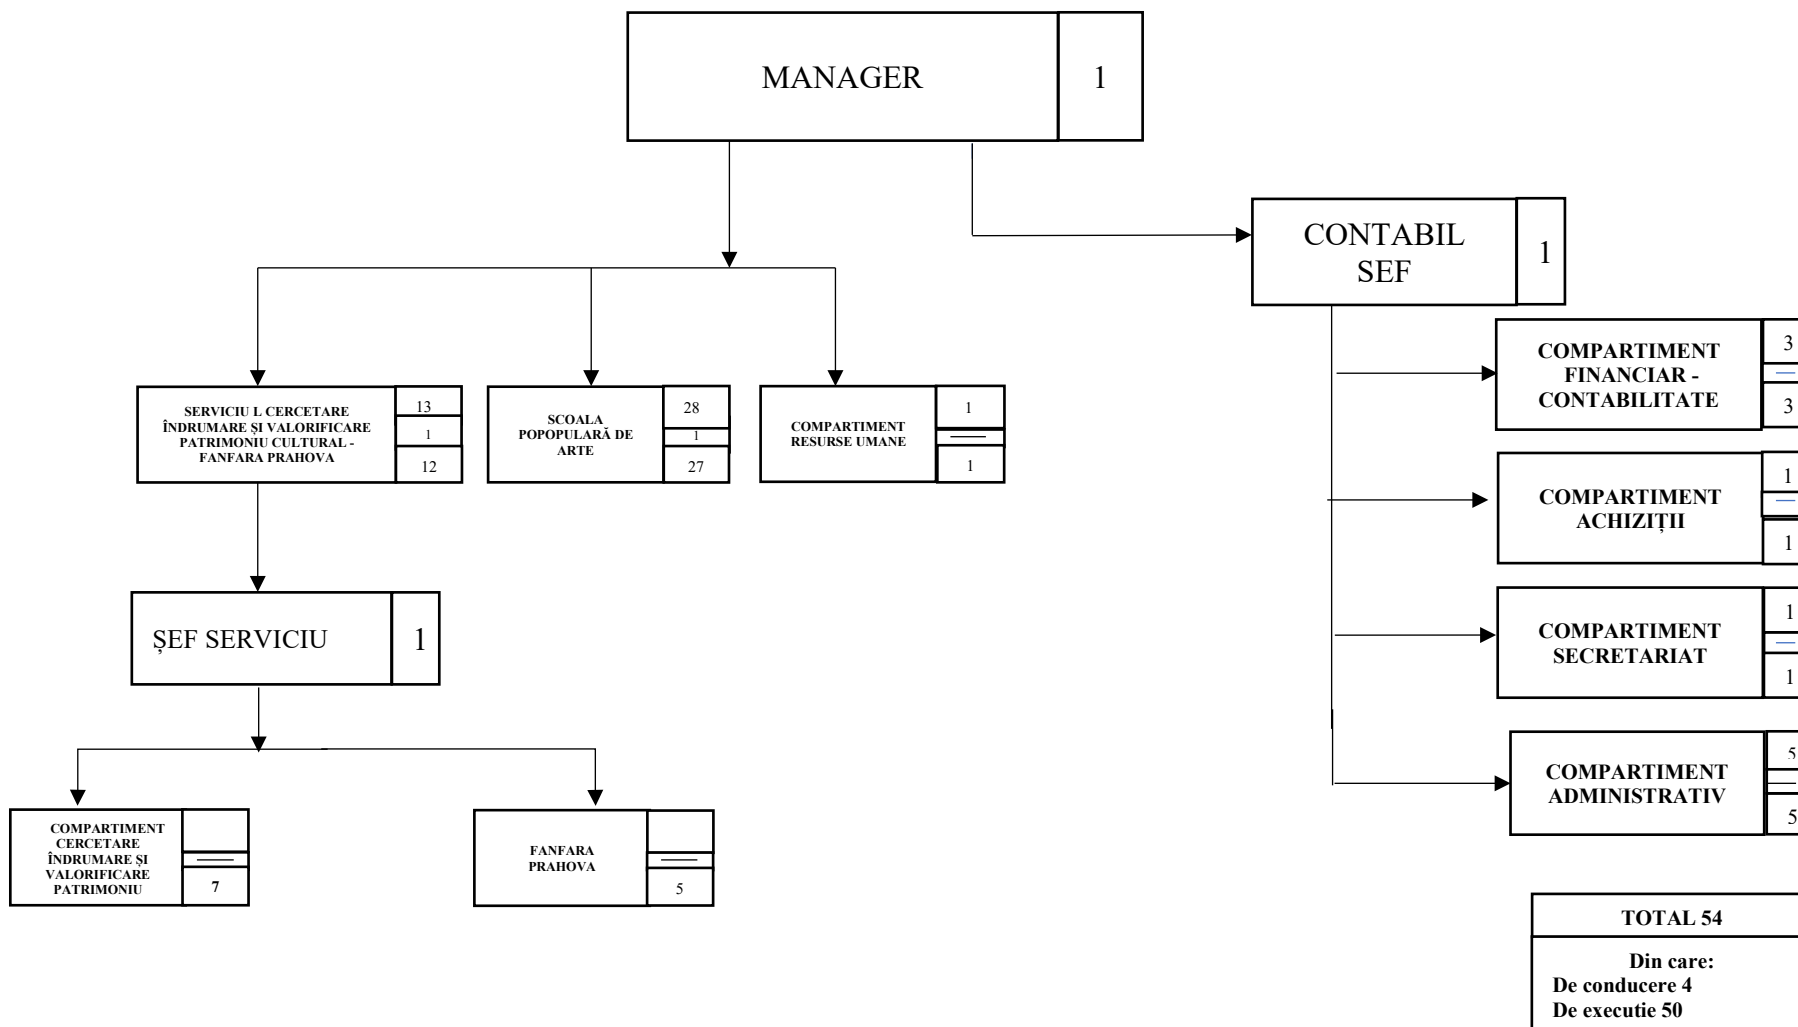 MANAGER
1
CONTABIL
SEF
1
COMPARTIMENT
FINANCIAR -
CONTABILITATE
3
—
3
SERVICIU L CERCETARE
ÎNDRUMARE ȘI VALORIFICARE
PATRIMONIU CULTURAL -
FANFARA PRAHOVA
13
1
12
SCOALA
POPOPULARĂ DE
ARTE
28
1
27
COMPARTIMENT
RESURSE UMANE
1
—
1
COMPARTIMENT
ACHIZIȚII
1
—
1
ȘEF SERVICIU
1
COMPARTIMENT
SECRETARIAT
1
—
1
COMPARTIMENT
ADMINISTRATIV
5
—
5
COMPARTIMENT
CERCETARE
ÎNDRUMARE ȘI
VALORIFICARE
PATRIMONIU
—
7
FANFARA
PRAHOVA
—
5
TOTAL 54
Din care:
De conducere 4
De executie 50